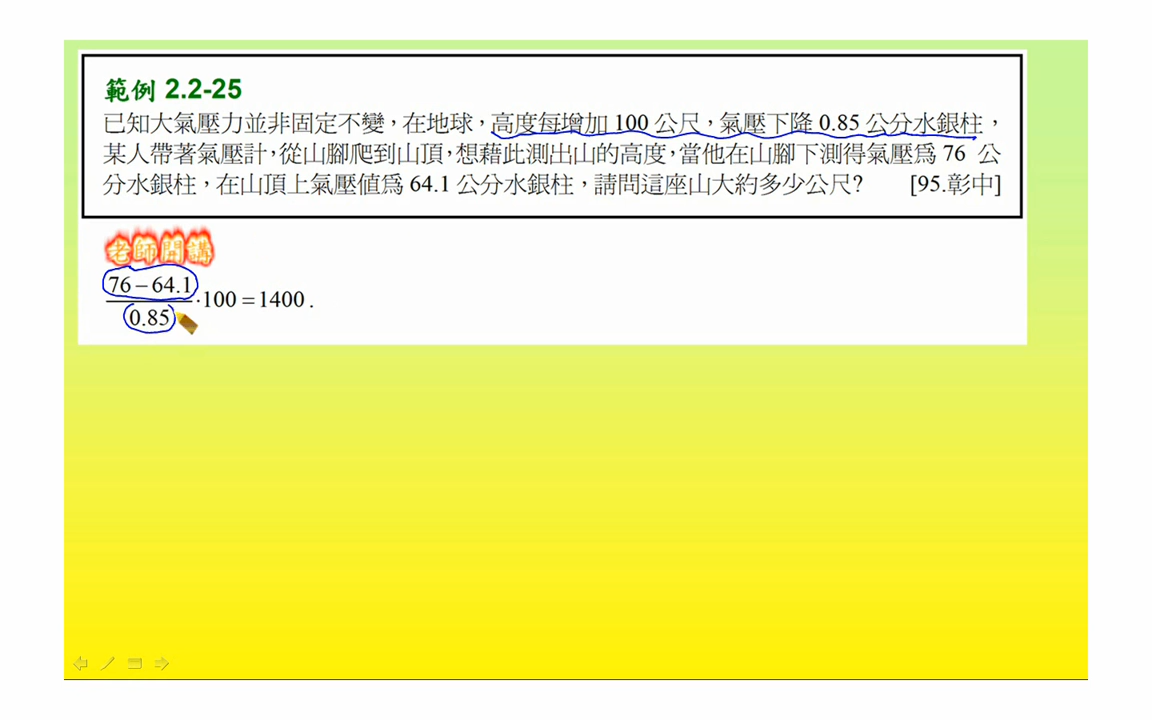 範例 2.2-25
已知大氣壓力並非固定不變，在地球，高度每增加 100 公尺，氣壓下降 0.85 公分水銀柱，
某人帶著氣壓計，從山腳爬到山頂，想藉此測出山的高度，當他在山腳下測得氣壓為 76 公
分水銀柱，在山頂上氣壓值為 64.1 公分水銀柱，請問這座山大約多少公尺? [95.彰中]
老師開講
76−64.1
/0.85 ·100 = 1400 .